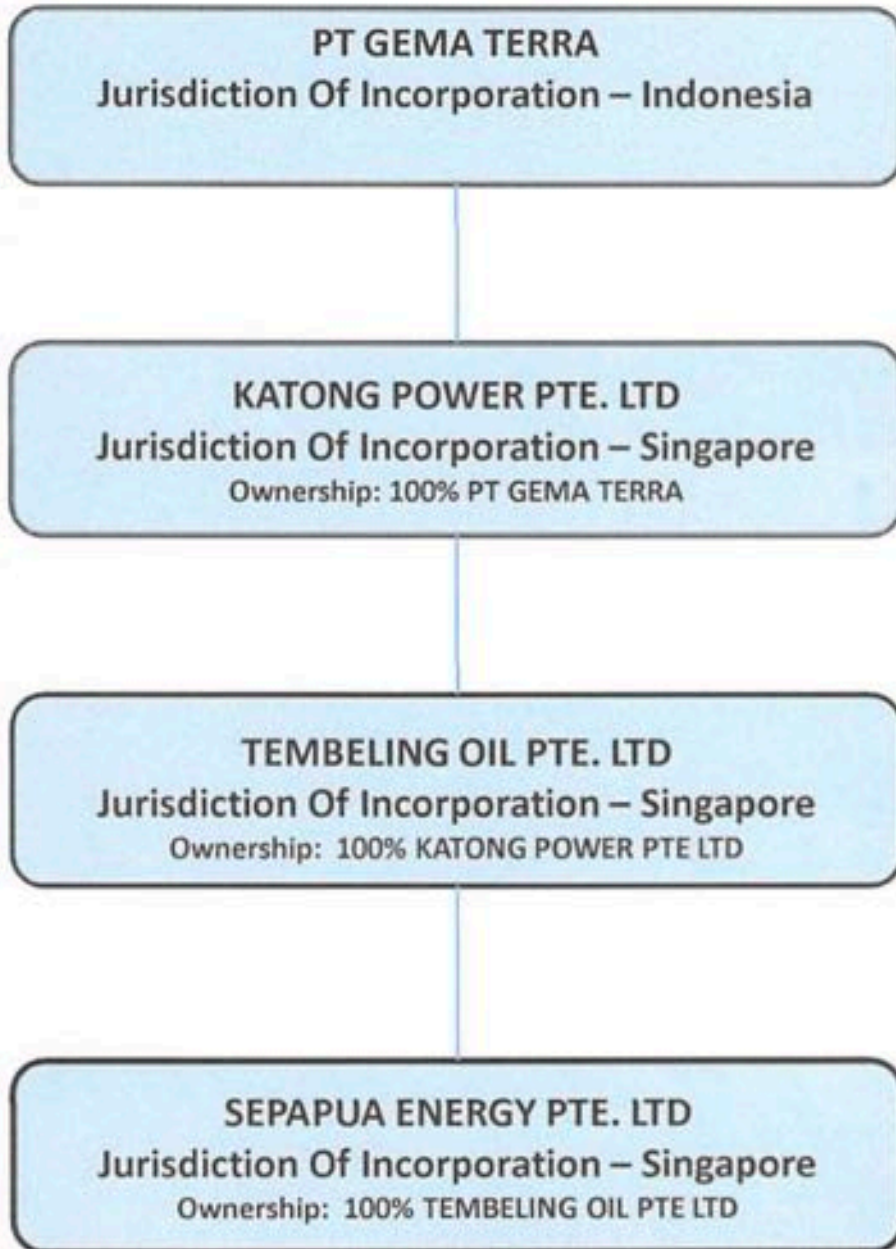 PT GEMA TERRA
Jurisdiction Of Incorporation – Indonesia
KATONG POWER PTE. LTD
Jurisdiction Of Incorporation – Singapore
Ownership: 100% PT GEMA TERRA
TEMBELING OIL PTE. LTD
Jurisdiction Of Incorporation – Singapore
Ownership: 100% KATONG POWER PTE LTD
SEPAPUA ENERGY PTE. LTD
Jurisdiction Of Incorporation – Singapore
Ownership: 100% TEMBELING OIL PTE LTD